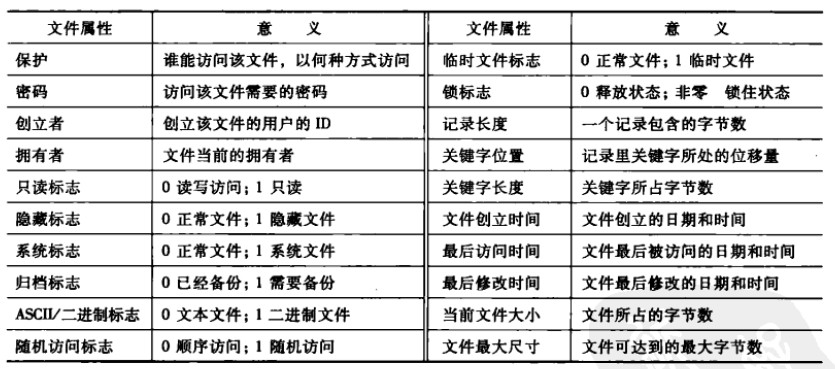 文件属性 意 义 文件属性 意 义
保护 谁能访问该文件，以何种方式访问 临时文件标志 0 正常文件；1 临时文件
密码 访问该文件需要的密码 锁标志 0 释放状态；非零 锁住状态
创立者 创立该文件的用户的 ID 记录长度 一个记录包含的字节数
拥有者 文件当前的拥有者 关键字位置 记录里关键字所处的位移量
只读标志 0 读写访问；1 只读 关键字长度 关键字所占字节数
隐藏标志 0 正常文件；1 隐藏文件 文件创立时间 文件创立的日期和时间
系统标志 0 正常文件；1 系统文件 最后访问时间 文件最后被访问的日期和时间
归档标志 0 已经备份；1 需要备份 最后修改时间 文件最后修改的日期和时间
ASCII/二进制标志 0 文本文件；1 二进制文件 当前文件大小 文件所占的字节数
随机访问标志 0 顺序访问；1 随机访问 文件最大尺寸 文件可达到的最大字节数